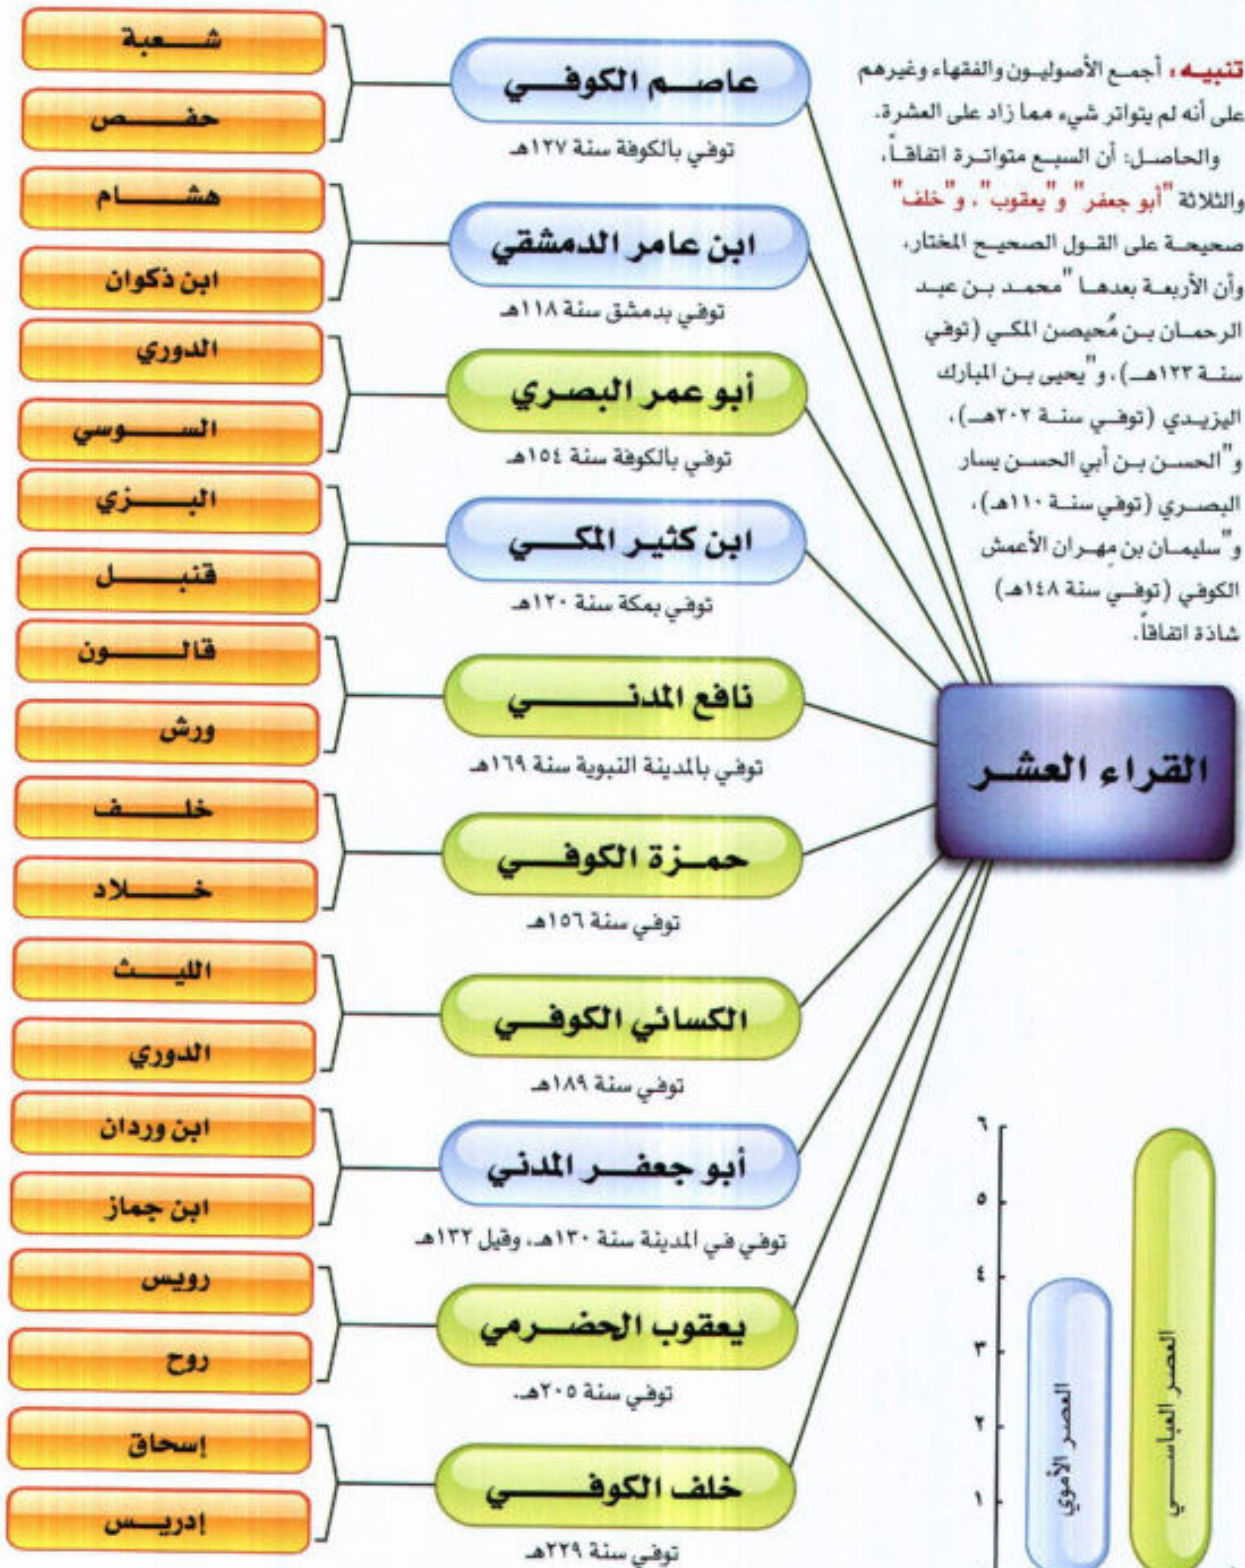 تنبيه: أجمع الأصوليون والفقهاء وغيرهم
على أنه لم يتواتر شيء مما زاد على العشرة.
والحاصل: أن السبع متواترة اتفاقاً،
والثلاثة "أبو جعفر" و"يعقوب"، و"خلف"
صحيحة على القول الصحيح المختار،
وأن الأربعة بعدها "محمد بن عبد
الرحمان بن مُحيصن المكي (توفي
سنة ١٢٣هـ)، و"يحيى بن المبارك
اليزيدي (توفي سنة ٢٠٢هـ)،
و"الحسن بن أبي الحسن يسار
البصري (توفي سنة ١١٠هـ)،
و"سليمان بن مِهران الأعمش
الكوفي (توفي سنة ١٤٨هـ)
شاذة اتفاقاً.
القراء العشر
عاصم الكوفي
توفي بالكوفة سنة ١٢٧هـ
شعبة
حفص
ابن عامر الدمشقي
توفي بدمشق سنة ١١٨هـ
هشام
ابن ذكوان
أبو عمر البصري
توفي بالكوفة سنة ١٥٤هـ
الدوري
السوسي
ابن كثير المكي
توفي بمكة سنة ١٢٠هـ
البزي
قنبل
نافع المدني
توفي بالمدينة النبوية سنة ١٦٩هـ
قالون
ورش
حمزة الكوفي
توفي سنة ١٥٦هـ
خلف
خلاد
الكسائي الكوفي
توفي سنة ١٨٩هـ
الليث
الدوري
أبو جعفر المدني
توفي في المدينة سنة ١٣٠هـ، وقيل ١٣٢هـ
ابن وردان
ابن جماز
يعقوب الحضرمي
توفي سنة ٢٠٥هـ.
رويس
روح
خلف الكوفي
توفي سنة ٢٢٩هـ
إسحاق
إدريس
٦
٥
٤
٣
٢
١
العصر الأموي
العصر العباسي